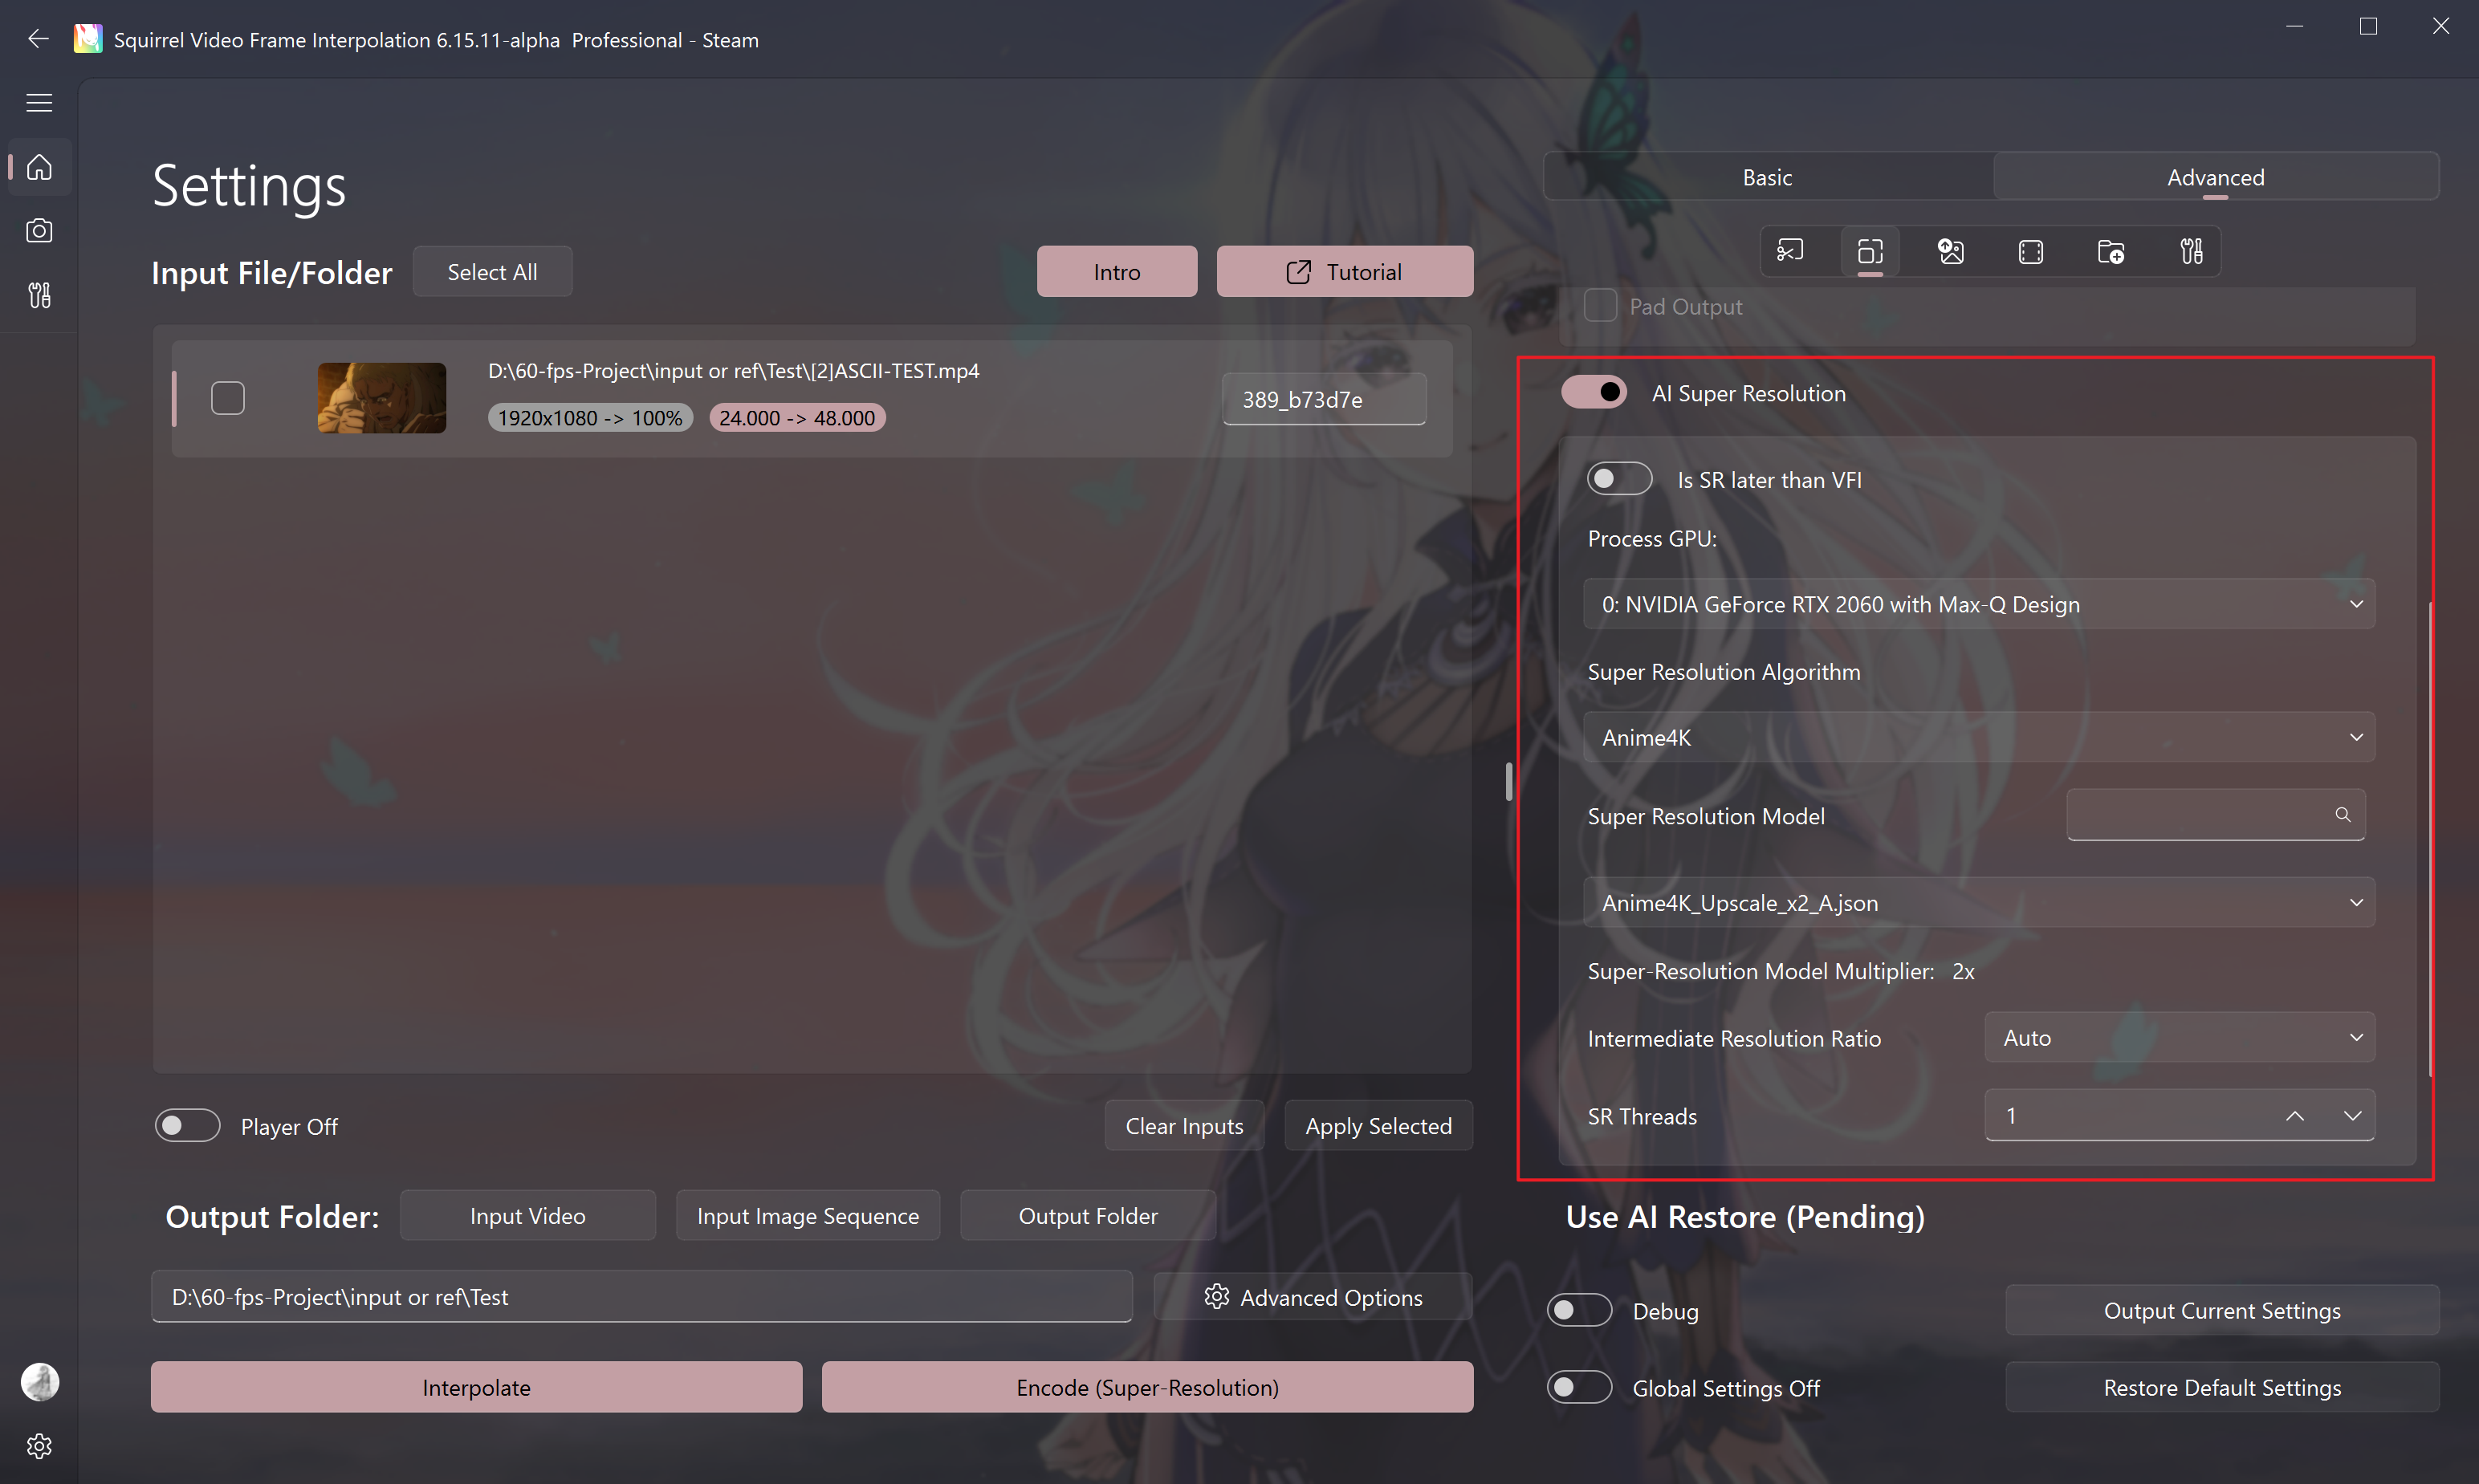 Squirrel Video Frame Interpolation 6.15.11-alpha  Professional - Steam
Settings
Input File/Folder
Select All
Intro
Tutorial
D:\60-fps-Project\input or ref\Test\[2]ASCII-TEST.mp4
1920x1080 -> 100%
24.000 -> 48.000
389_b73d7e
Player Off
Clear Inputs
Apply Selected
Output Folder:
Input Video
Input Image Sequence
Output Folder
D:\60-fps-Project\input or ref\Test
Advanced Options
Interpolate
Encode (Super-Resolution)
Basic
Advanced
Pad Output
AI Super Resolution
Is SR later than VFI
Process GPU:
0: NVIDIA GeForce RTX 2060 with Max-Q Design
Super Resolution Algorithm
Anime4K
Super Resolution Model
Anime4K_Upscale_x2_A.json
Super-Resolution Model Multiplier: 2x
Intermediate Resolution Ratio
Auto
SR Threads
1
Use AI Restore (Pending)
Debug
Output Current Settings
Global Settings Off
Restore Default Settings